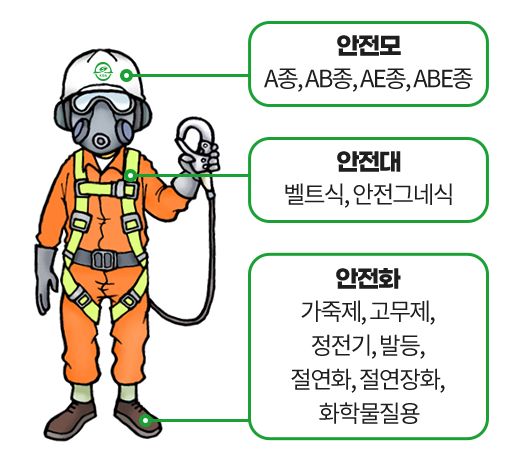 안전모
A종, AB종, AE종, ABE종
안전대
벨트식, 안전그네식
안전화
가죽제, 고무제,
정전기, 발등,
절연화, 절연장화,
화학물질용